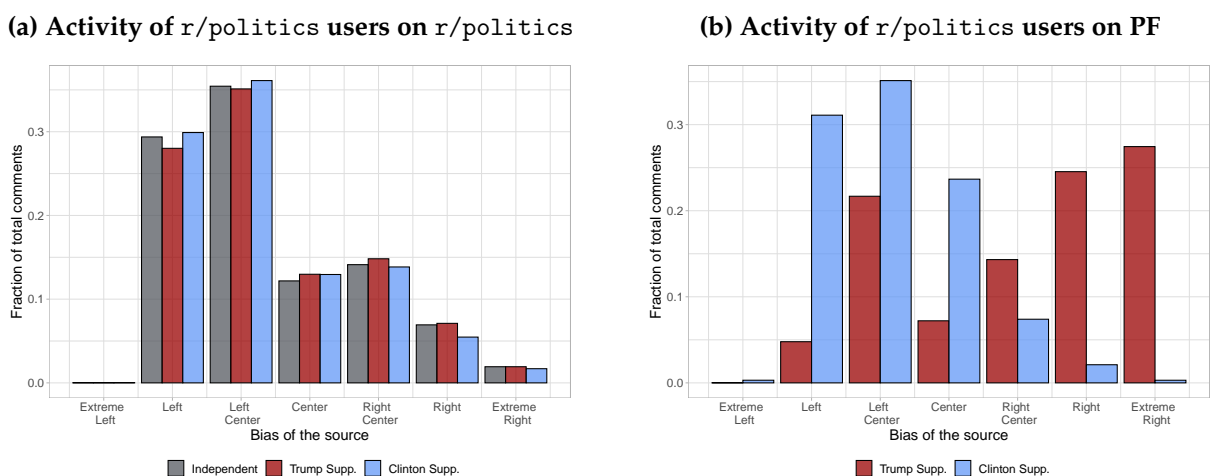 (a) Activity of r/politics users on r/politics
Fraction of total comments
0.3
0.2
0.1
0.0
Extreme Left
Left
Left Center
Center
Right Center
Right
Extreme Right
Bias of the source
Independent Trump Supp. Clinton Supp.
(b) Activity of r/politics users on PF
Fraction of total comments
0.3
0.2
0.1
0.0
Extreme Left
Left
Left Center
Center
Right Center
Right
Extreme Right
Bias of the source
Trump Supp. Clinton Supp.